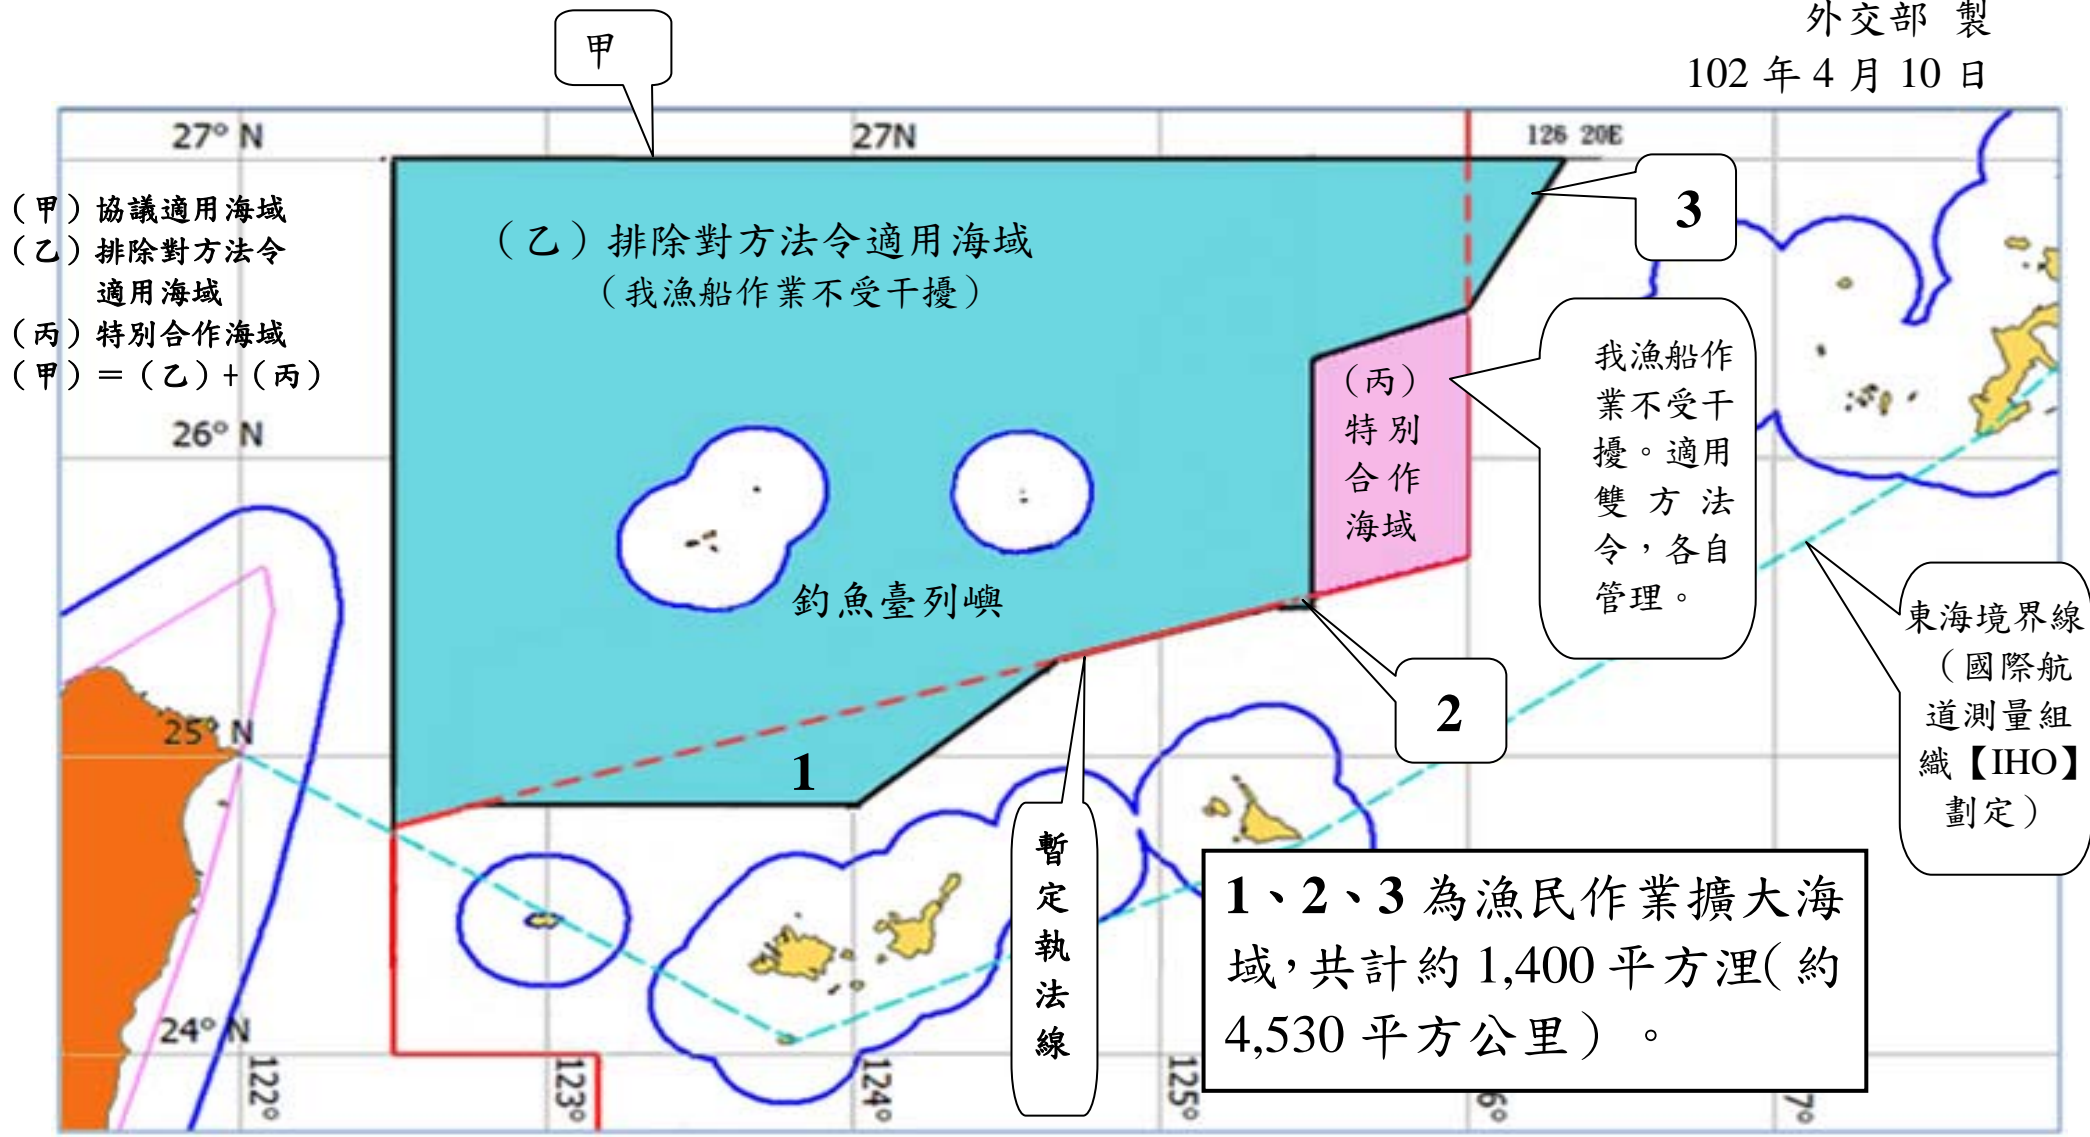 外交部 製
102 年 4 月 10 日
甲
27° N
27N
126 20E
(甲)協議適用海域
(乙)排除對方法令
適用海域
(丙)特別合作海域
(甲)=(乙)+(丙)
(乙)排除對方法令適用海域
(我漁船作業不受干擾)
3
我漁船作
業不受干
擾。適用
雙方法
令,各自
管理。
(丙)
特別
合作
海域
26° N
釣魚臺列嶼
東海境界線
(國際航
道測量組
織【IHO】
劃定)
2
25° N
1
暫
定
執
法
線
1、2、3 為漁民作業擴大海
域,共計約 1,400 平方浬(約
4,530 平方公里)。
24° N
122°
123°
124°
125°
6°
7°